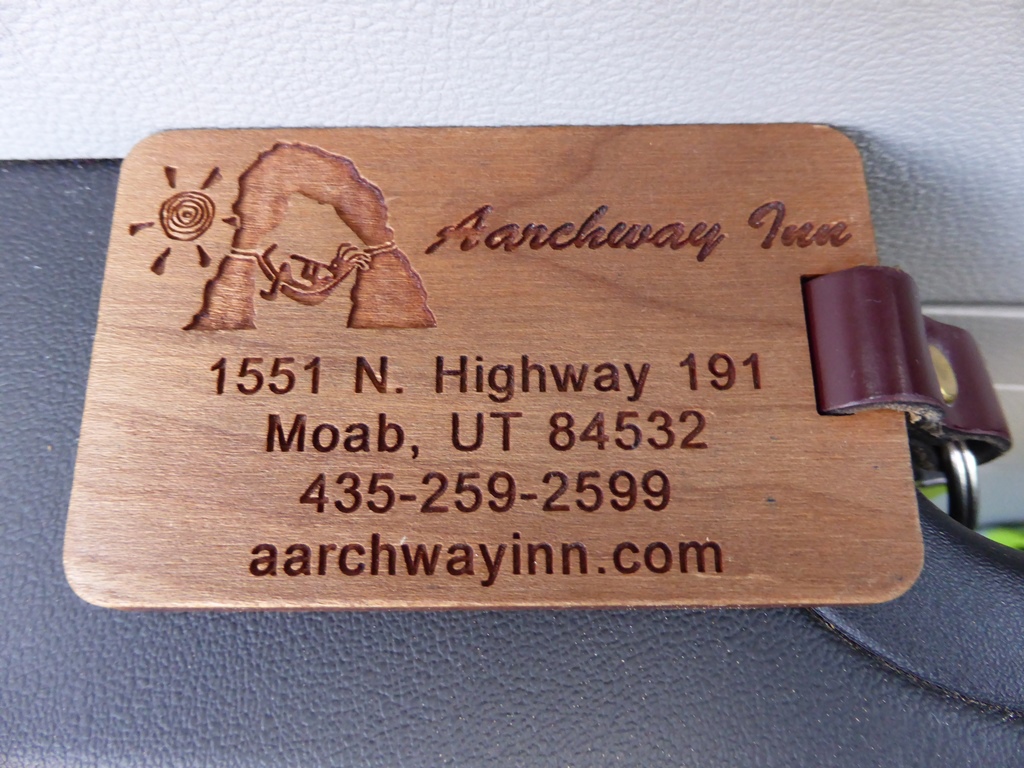 Aarchway Inn
1551 N. Highway 191
Moab, UT 84532
435-259-2599
aarchwayinn.com